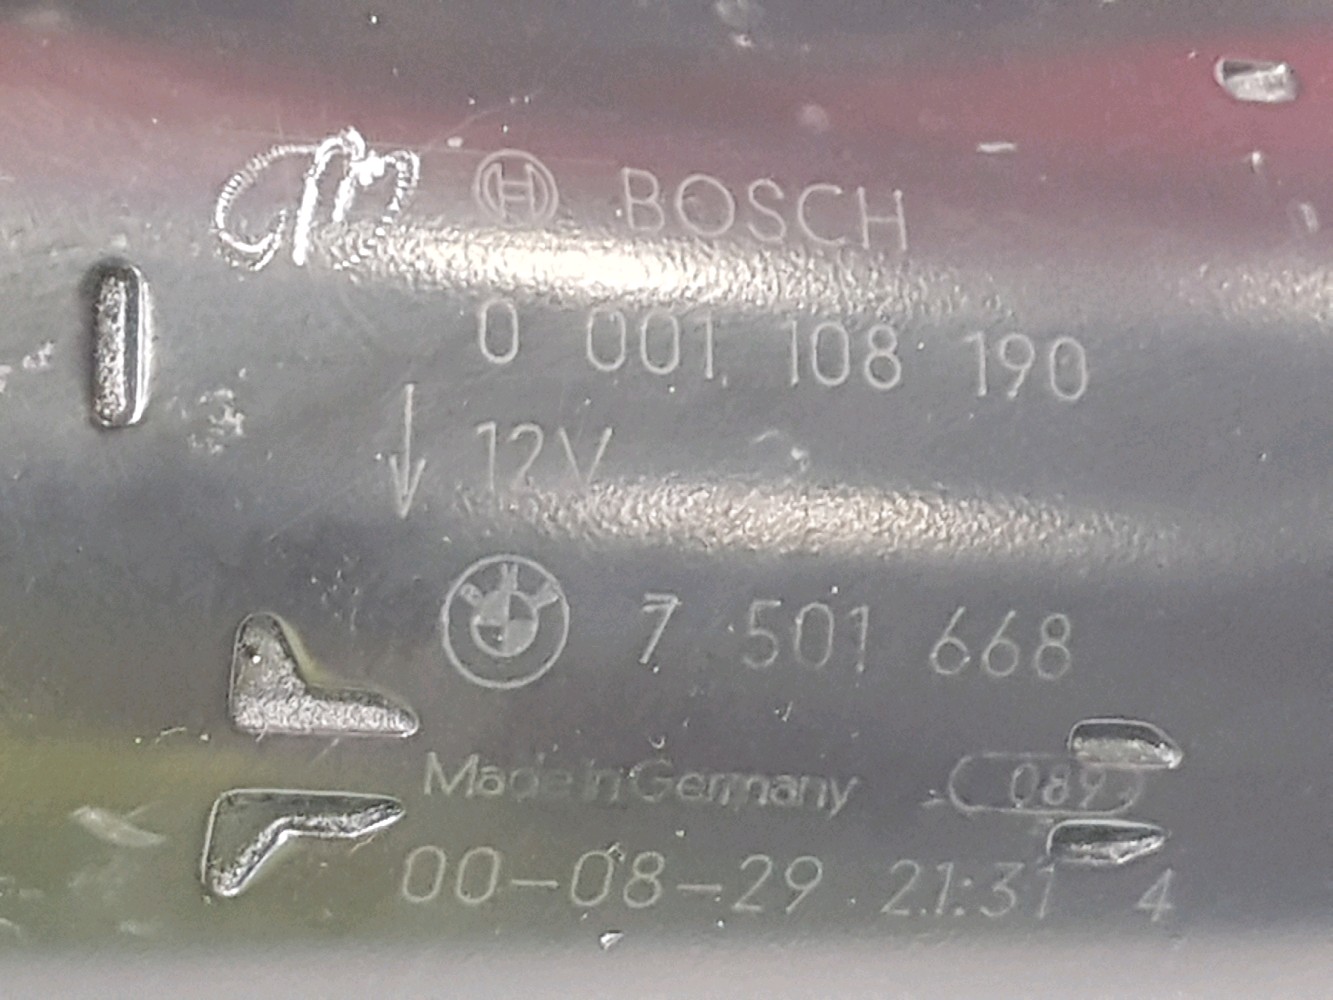 BOSCH
0 001 108 190
12V
BMW 7 501 668
Made in Germany 089
00-08-29 21:31 4